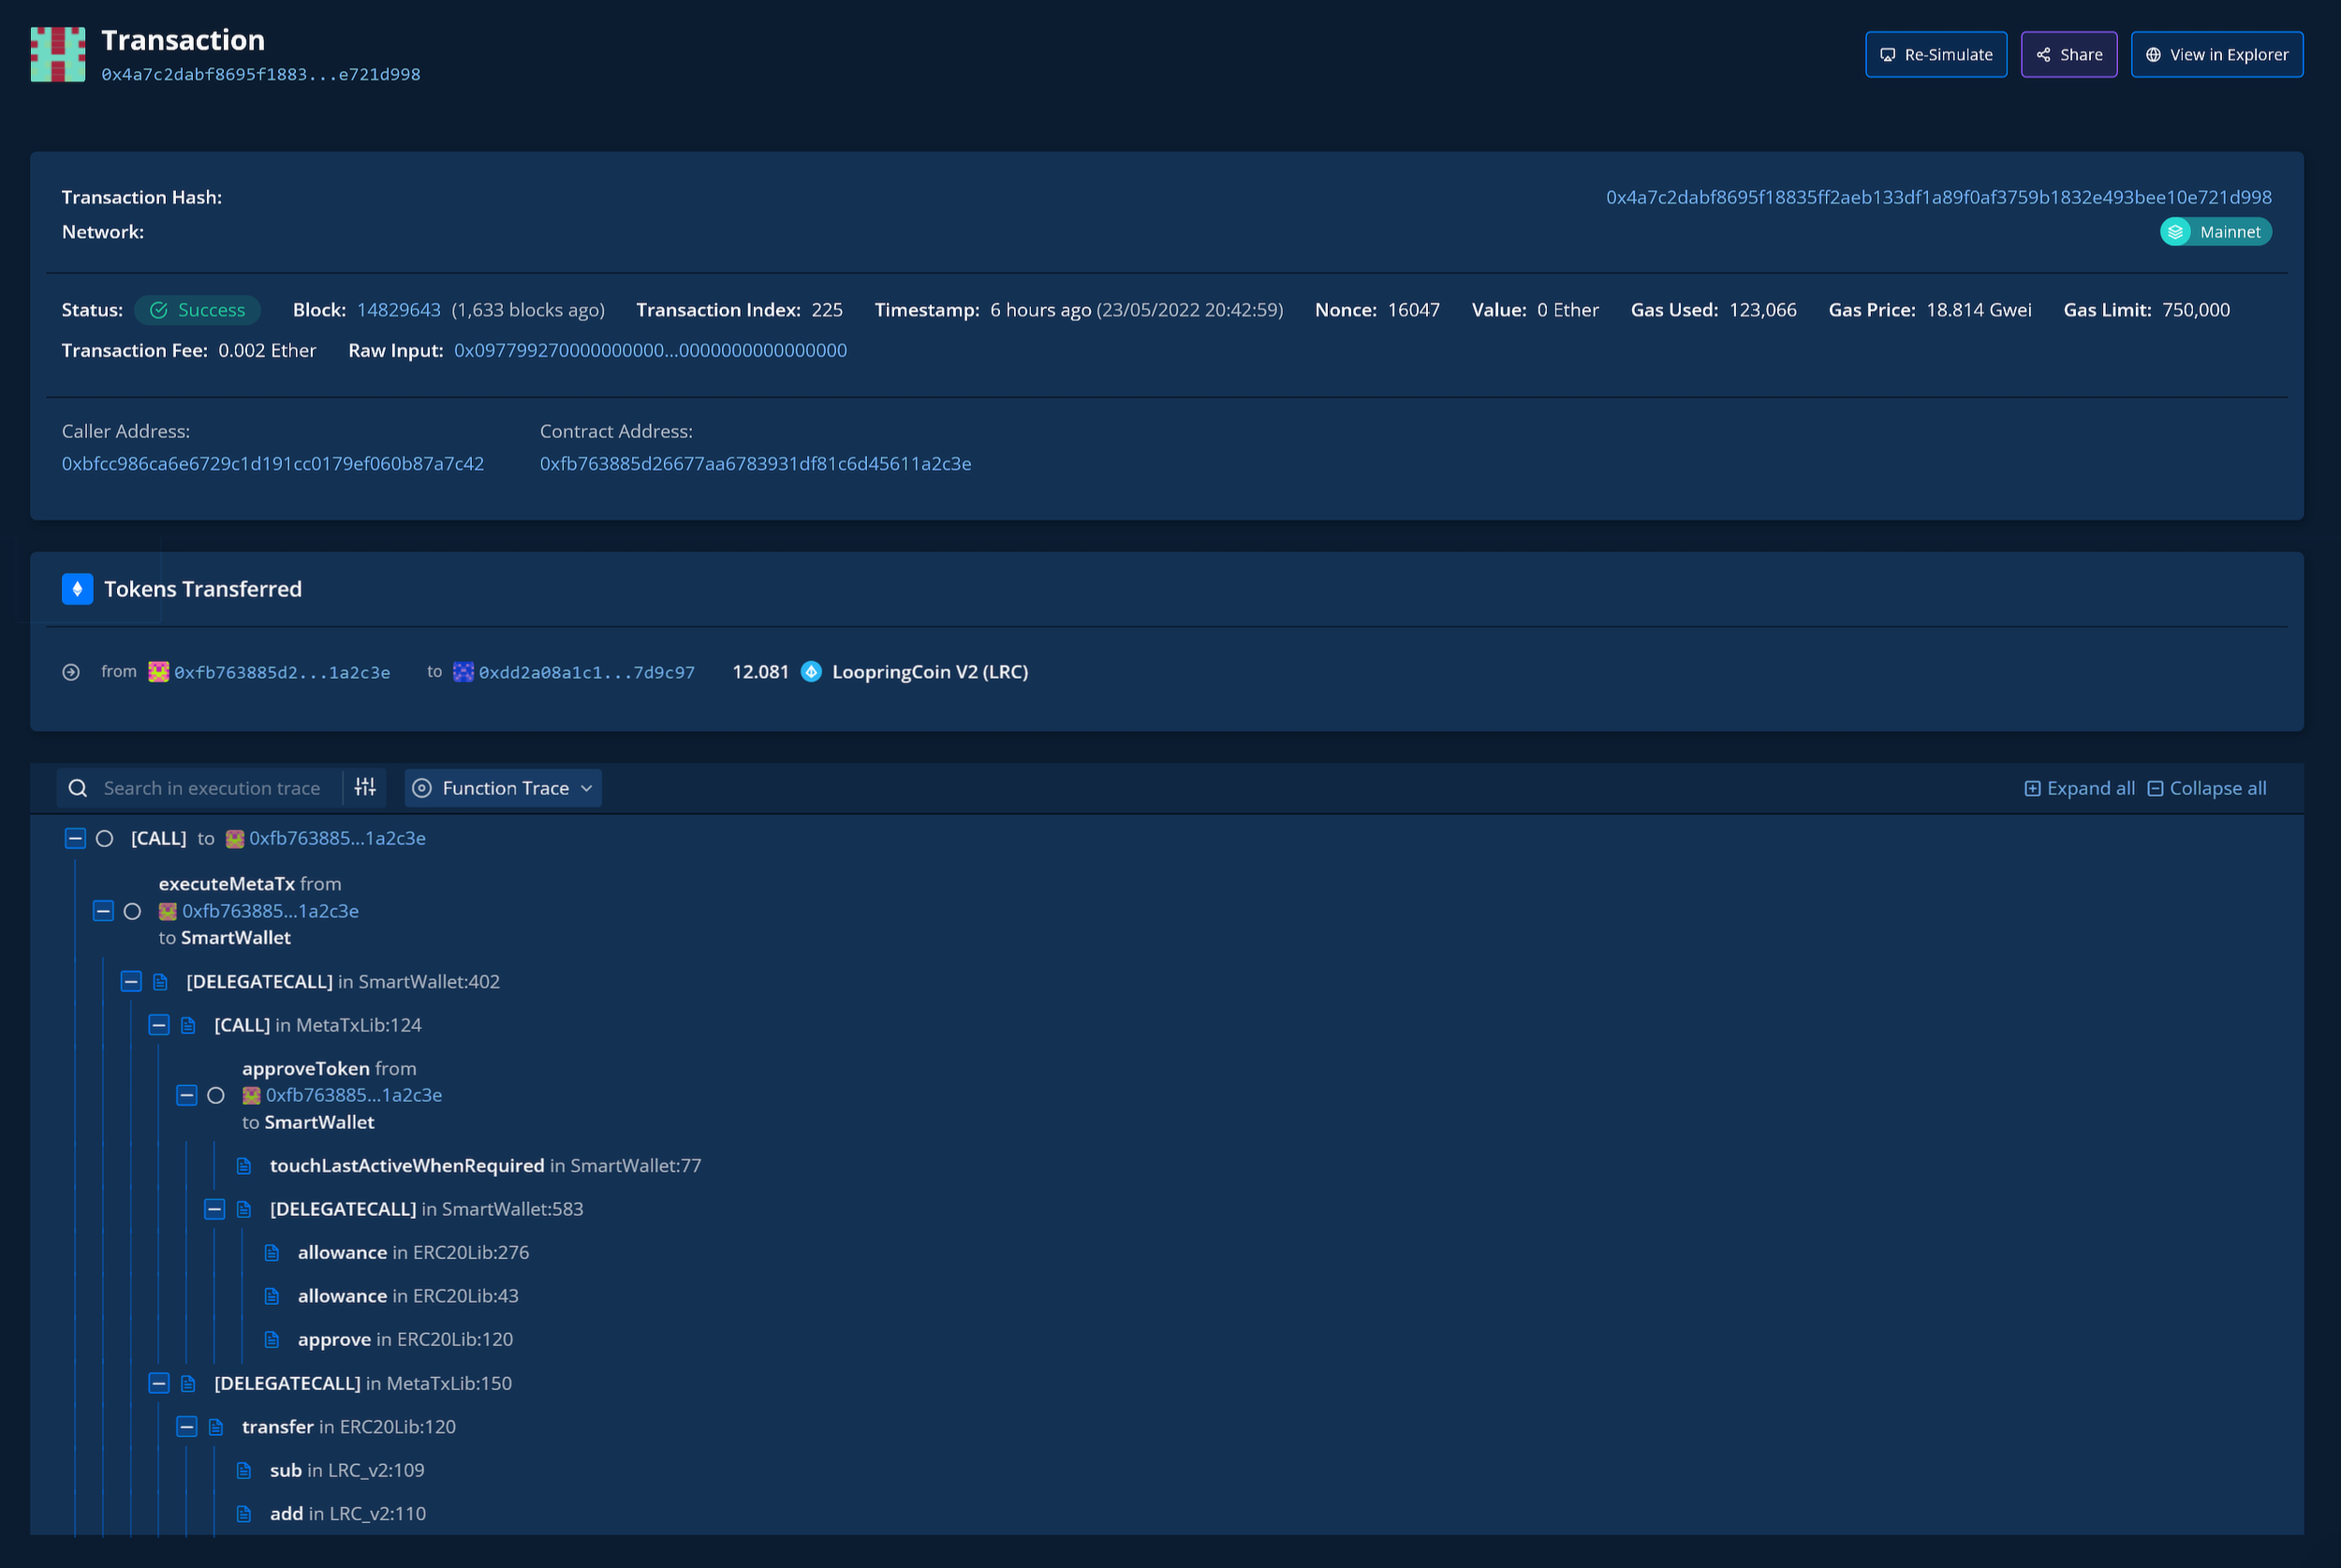 Transaction
0x4a7c2dabf8695f1883...e721d998
Re-Simulate
Share
View in Explorer
Transaction Hash: 0x4a7c2dabf8695f18835ff2aeb133df1a89f0af3759b1832e493bee10e721d998
Network: Mainnet
Status: Success Block: 14829643 (1,633 blocks ago) Transaction Index: 225 Timestamp: 6 hours ago (23/05/2022 20:42:59) Nonce: 16047 Value: 0 Ether Gas Used: 123,066 Gas Price: 18.814 Gwei Gas Limit: 750,000
Transaction Fee: 0.002 Ether Raw Input: 0x097799270000000000...0000000000000000
Caller Address: Contract Address:
0xbfcc986ca6e6729c1d191cc0179ef060b87a7c42 0xfb763885d26677aa6783931df81c6d45611a2c3e
Tokens Transferred
from 0xfb763885d2...1a2c3e to 0xdd2a08a1c1...7d9c97 12.081 LoopringCoin V2 (LRC)
Search in execution trace Function Trace Expand all Collapse all
[CALL] to 0xfb763885...1a2c3e
executeMetaTx from
0xfb763885...1a2c3e
to SmartWallet
[DELEGATECALL] in SmartWallet:402
[CALL] in MetaTxLib:124
approveToken from
0xfb763885...1a2c3e
to SmartWallet
touchLastActiveWhenRequired in SmartWallet:77
[DELEGATECALL] in SmartWallet:583
allowance in ERC20Lib:276
allowance in ERC20Lib:43
approve in ERC20Lib:120
[DELEGATECALL] in MetaTxLib:150
transfer in ERC20Lib:120
sub in LRC_v2:109
add in LRC_v2:110